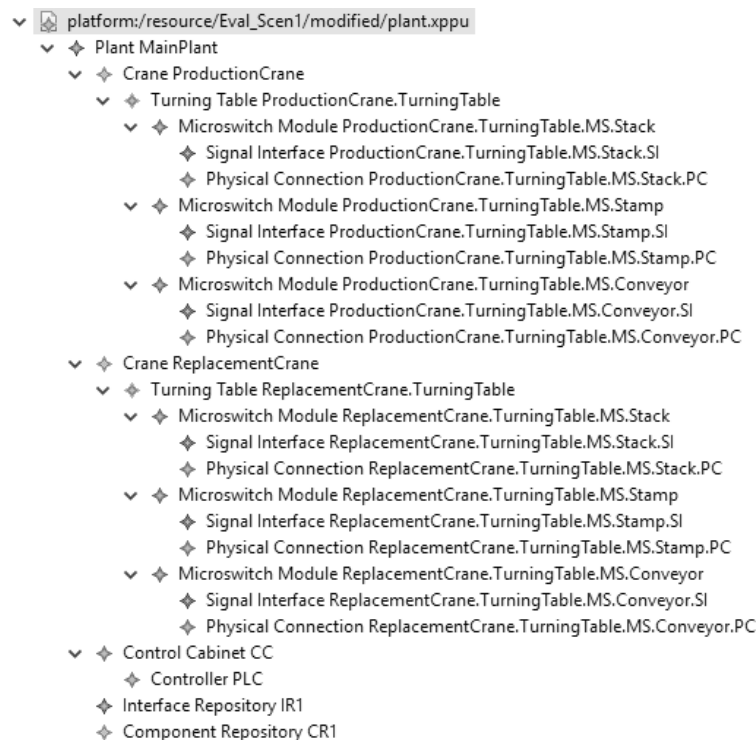 platform:/resource/Eval_Scen1/modified/plant.xppu
Plant MainPlant
Crane ProductionCrane
Turning Table ProductionCrane.TurningTable
Microswitch Module ProductionCrane.TurningTable.MS.Stack
Signal Interface ProductionCrane.TurningTable.MS.Stack.SI
Physical Connection ProductionCrane.TurningTable.MS.Stack.PC
Microswitch Module ProductionCrane.TurningTable.MS.Stamp
Signal Interface ProductionCrane.TurningTable.MS.Stamp.SI
Physical Connection ProductionCrane.TurningTable.MS.Stamp.PC
Microswitch Module ProductionCrane.TurningTable.MS.Conveyor
Signal Interface ProductionCrane.TurningTable.MS.Conveyor.SI
Physical Connection ProductionCrane.TurningTable.MS.Conveyor.PC
Crane ReplacementCrane
Turning Table ReplacementCrane.TurningTable
Microswitch Module ReplacementCrane.TurningTable.MS.Stack
Signal Interface ReplacementCrane.TurningTable.MS.Stack.SI
Physical Connection ReplacementCrane.TurningTable.MS.Stack.PC
Microswitch Module ReplacementCrane.TurningTable.MS.Stamp
Signal Interface ReplacementCrane.TurningTable.MS.Stamp.SI
Physical Connection ReplacementCrane.TurningTable.MS.Stamp.PC
Microswitch Module ReplacementCrane.TurningTable.MS.Conveyor
Signal Interface ReplacementCrane.TurningTable.MS.Conveyor.SI
Physical Connection ReplacementCrane.TurningTable.MS.Conveyor.PC
Control Cabinet CC
Controller PLC
Interface Repository IR1
Component Repository CR1